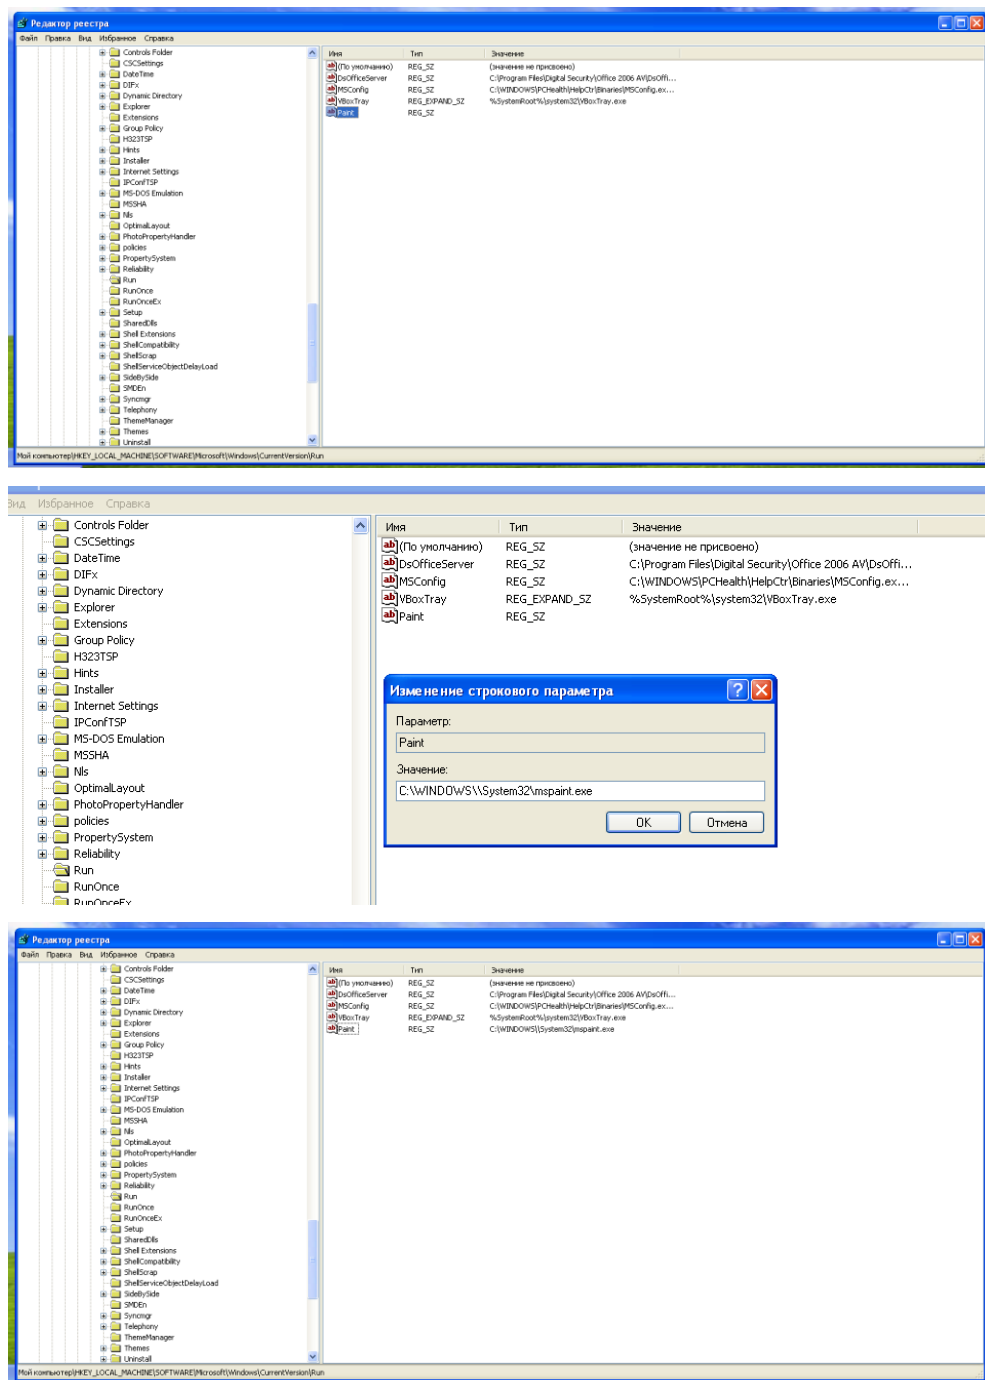 Редактор реестра
Файл Правка Вид Избранное Справка
Controls Folder
CSCSettings
DateTime
DIFx
Dynamic Directory
Explorer
Extensions
Group Policy
H323TSP
Hints
Installer
Internet Settings
IPConfTSP
MS-DOS Emulation
MSSHA
Nls
OptimalLayout
PhotoPropertyHandler
policies
PropertySystem
Reliability
Run
RunOnce
RunOnceEx
Setup
SharedDlls
Shell Extensions
ShellCompatibility
ShellScrap
ShellServiceObjectDelayLoad
SideBySide
SMDEn
Syncmgr
Telephony
ThemeManager
Themes
Uninstall
Имя Тип Значение
(По умолчанию) REG_SZ (значение не присвоено)
DsOfficeServer REG_SZ C:\Program Files\Digital Security\Office 2006 AV\DsOffi...
MSConfig REG_SZ C:\WINDOWS\PCHealth\HelpCtr\Binaries\MSConfig.ex...
VBoxTray REG_EXPAND_SZ %SystemRoot%\system32\VBoxTray.exe
Paint REG_SZ
Мой компьютер\HKEY_LOCAL_MACHINE\SOFTWARE\Microsoft\Windows\CurrentVersion\Run
Вид Избранное Справка
Controls Folder
CSCSettings
DateTime
DIFx
Dynamic Directory
Explorer
Extensions
Group Policy
H323TSP
Hints
Installer
Internet Settings
IPConfTSP
MS-DOS Emulation
MSSHA
Nls
OptimalLayout
PhotoPropertyHandler
policies
PropertySystem
Reliability
Run
RunOnce
RunOnceEx
Имя Тип Значение
(По умолчанию) REG_SZ (значение не присвоено)
DsOfficeServer REG_SZ C:\Program Files\Digital Security\Office 2006 AV\DsOffi...
MSConfig REG_SZ C:\WINDOWS\PCHealth\HelpCtr\Binaries\MSConfig.ex...
VBoxTray REG_EXPAND_SZ %SystemRoot%\system32\VBoxTray.exe
Paint REG_SZ
Изменение строкового параметра
Параметр:
Paint
Значение:
C:\WINDOWS\\System32\mspaint.exe
OK Отмена
Редактор реестра
Файл Правка Вид Избранное Справка
Controls Folder
CSCSettings
DateTime
DIFx
Dynamic Directory
Explorer
Extensions
Group Policy
H323TSP
Hints
Installer
Internet Settings
IPConfTSP
MS-DOS Emulation
MSSHA
Nls
OptimalLayout
PhotoPropertyHandler
policies
PropertySystem
Reliability
Run
RunOnce
RunOnceEx
Setup
SharedDlls
Shell Extensions
ShellCompatibility
ShellScrap
ShellServiceObjectDelayLoad
SideBySide
SMDEn
Syncmgr
Telephony
ThemeManager
Themes
Uninstall
Имя Тип Значение
(По умолчанию) REG_SZ (значение не присвоено)
DsOfficeServer REG_SZ C:\Program Files\Digital Security\Office 2006 AV\DsOffi...
MSConfig REG_SZ C:\WINDOWS\PCHealth\HelpCtr\Binaries\MSConfig.ex...
VBoxTray REG_EXPAND_SZ %SystemRoot%\system32\VBoxTray.exe
Paint REG_SZ C:\WINDOWS\\System32\mspaint.exe
Мой компьютер\HKEY_LOCAL_MACHINE\SOFTWARE\Microsoft\Windows\CurrentVersion\Run